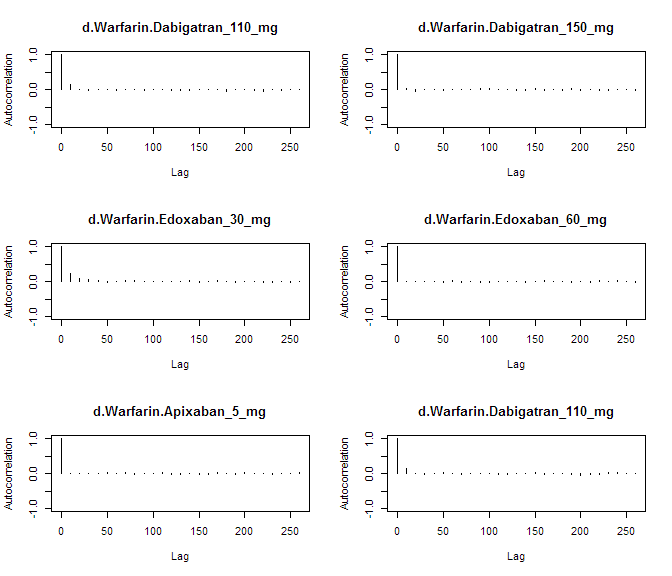 d.Warfarin.Dabigatran_110_mg
Autocorrelation
1.0
0.0
-1.0
0 50 100 150 200 250
Lag
d.Warfarin.Dabigatran_150_mg
Autocorrelation
1.0
0.0
-1.0
0 50 100 150 200 250
Lag
d.Warfarin.Edoxaban_30_mg
Autocorrelation
1.0
0.0
-1.0
0 50 100 150 200 250
Lag
d.Warfarin.Edoxaban_60_mg
Autocorrelation
1.0
0.0
-1.0
0 50 100 150 200 250
Lag
d.Warfarin.Apixaban_5_mg
Autocorrelation
1.0
0.0
-1.0
0 50 100 150 200 250
Lag
d.Warfarin.Dabigatran_110_mg
Autocorrelation
1.0
0.0
-1.0
0 50 100 150 200 250
Lag